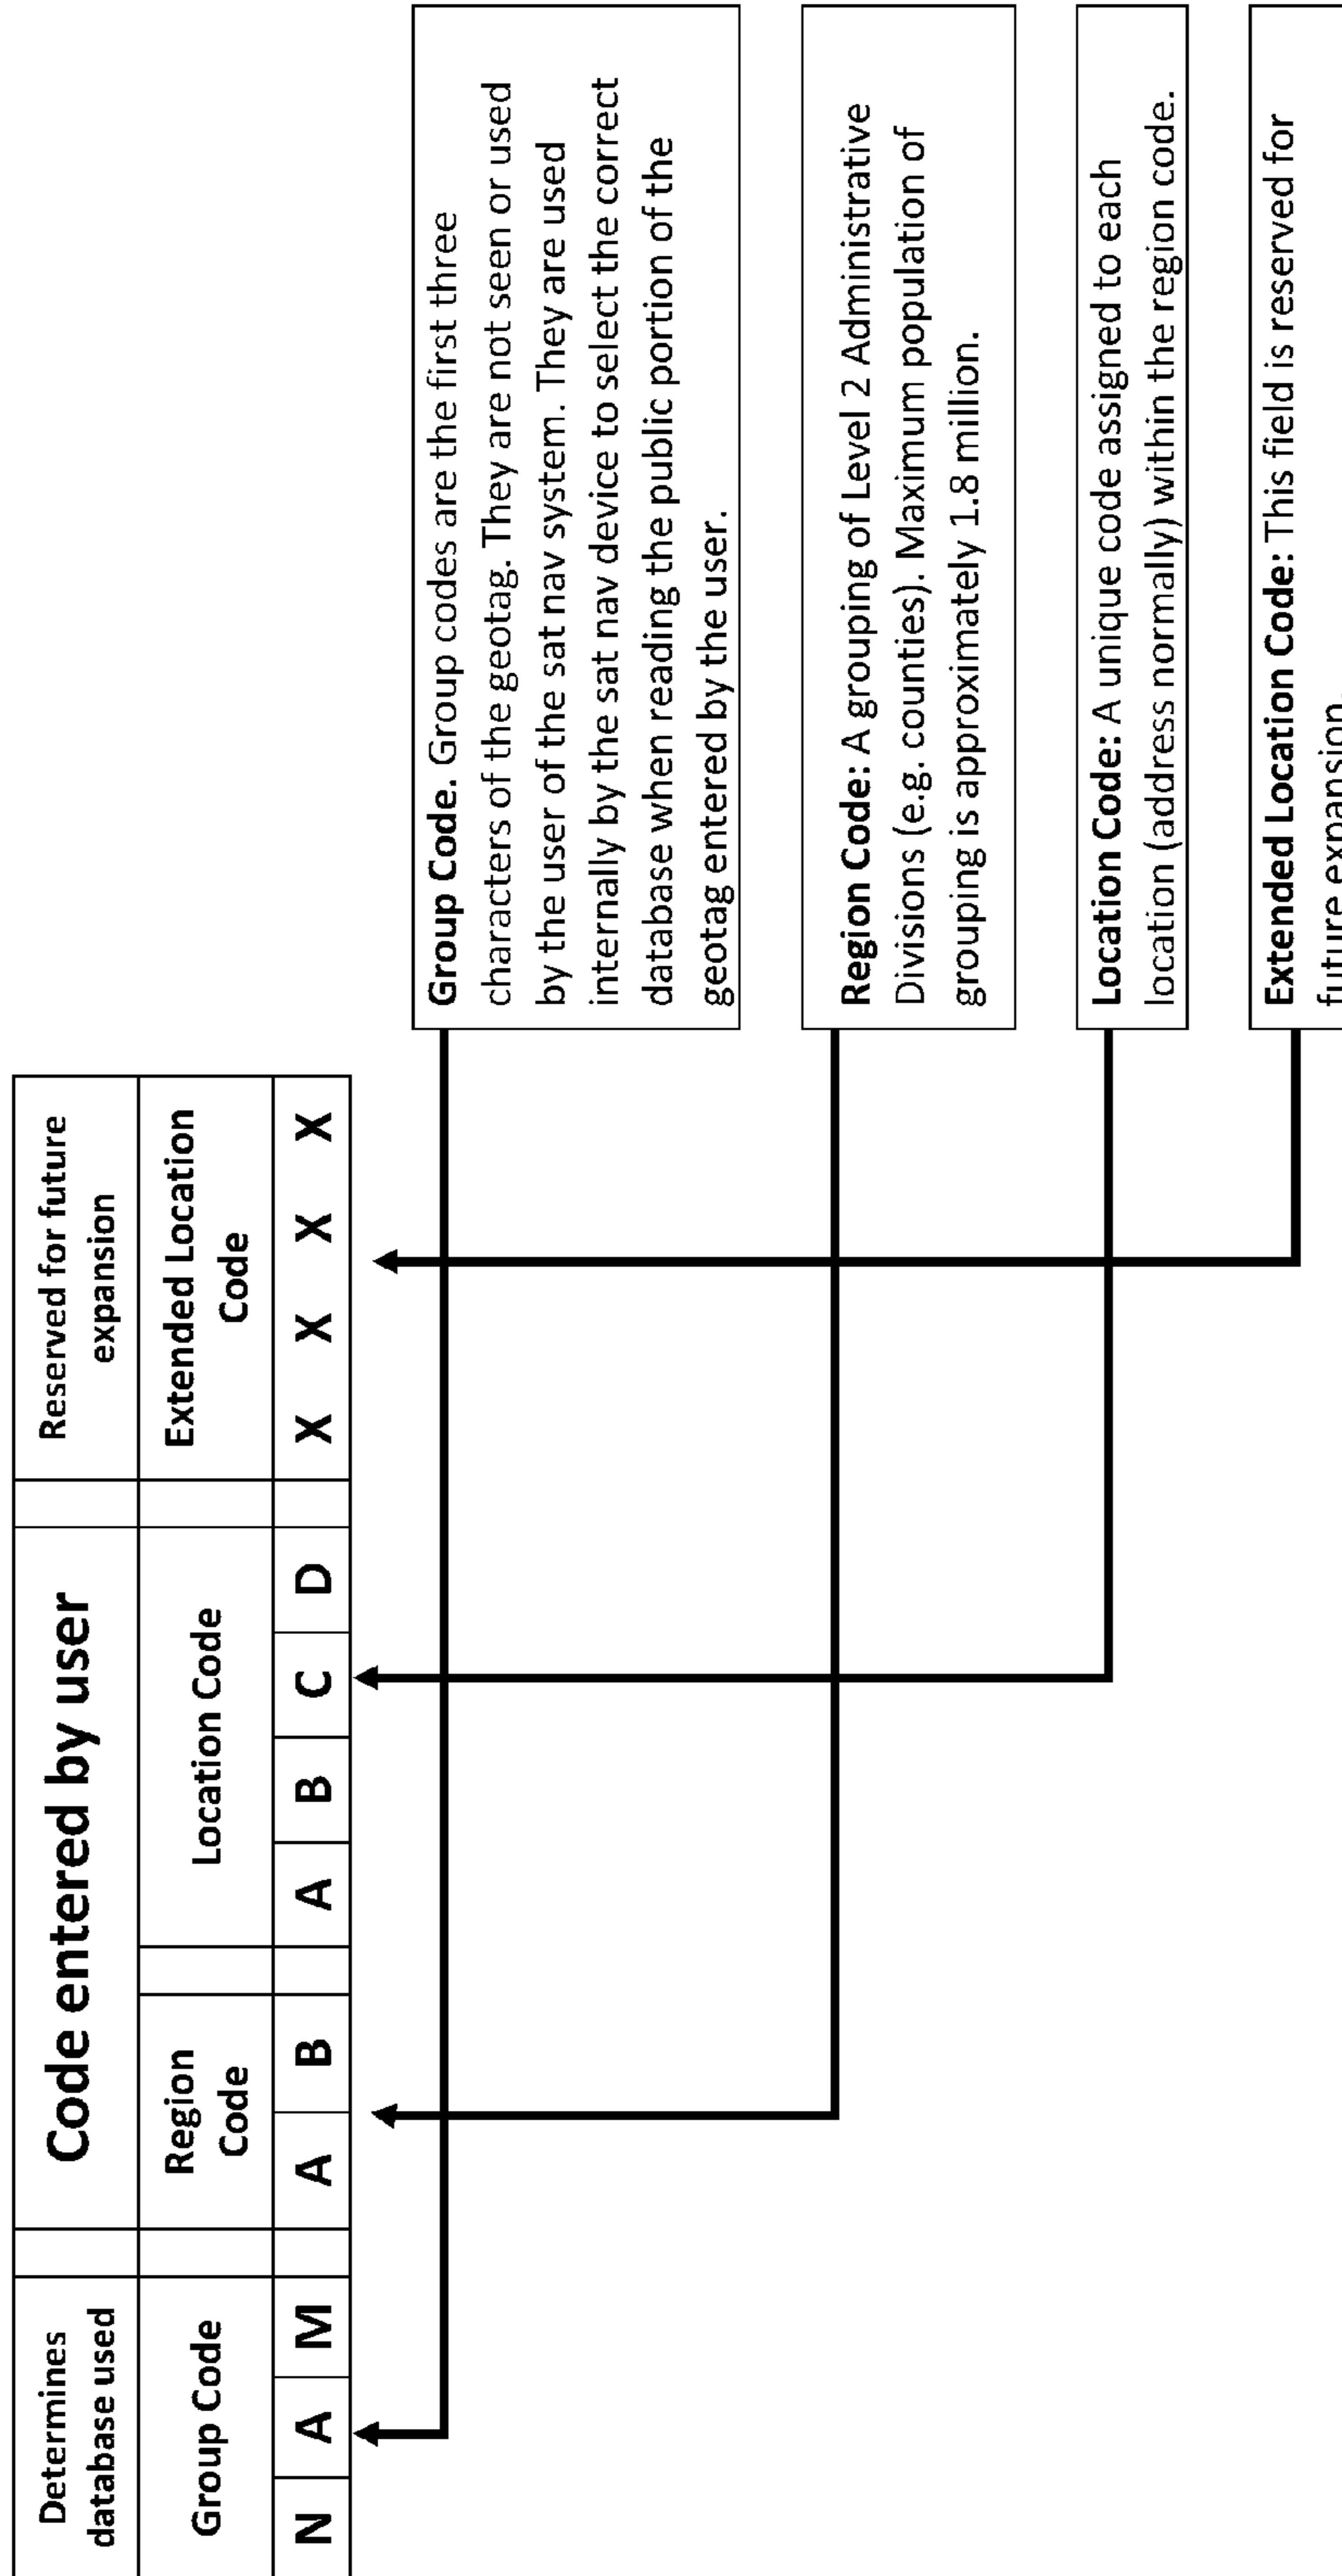 Determines
database used
Code entered by user
Reserved for future
expansion
Group Code
Region
Code
Location Code
Extended Location
Code
N A M A B A B C D X X X X
Group Code. Group codes are the first three
characters of the geotag. They are not seen or used
by the user of the sat nav system. They are used
internally by the sat nav device to select the correct
database when reading the public portion of the
geotag entered by the user.
Region Code: A grouping of Level 2 Administrative
Divisions (e.g. counties). Maximum population of
grouping is approximately 1.8 million.
Location Code: A unique code assigned to each
location (address normally) within the region code.
Extended Location Code: This field is reserved for
future expansion.